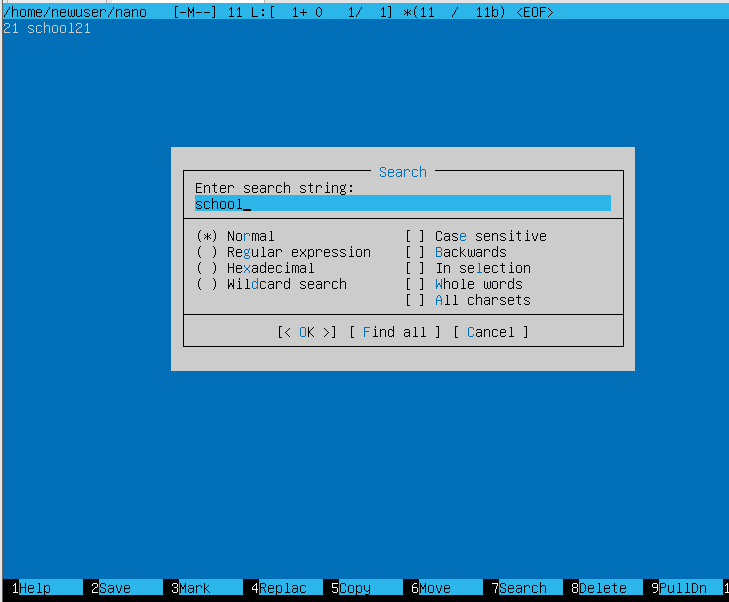 /home/newuser/nano [-M--] 11 L:[ 1+ 0 1/ 1] *(11 / 11b) <EOF>
21 school21
Search
Enter search string:
school_
(*) Normal [ ] Case sensitive
( ) Regular expression [ ] Backwards
( ) Hexadecimal [ ] In selection
( ) Wildcard search [ ] Whole words
[ ] All charsets
[< OK >] [ Find all ] [ Cancel ]
1Help 2Save 3Mark 4Replac 5Copy 6Move 7Search 8Delete 9PullDn 1